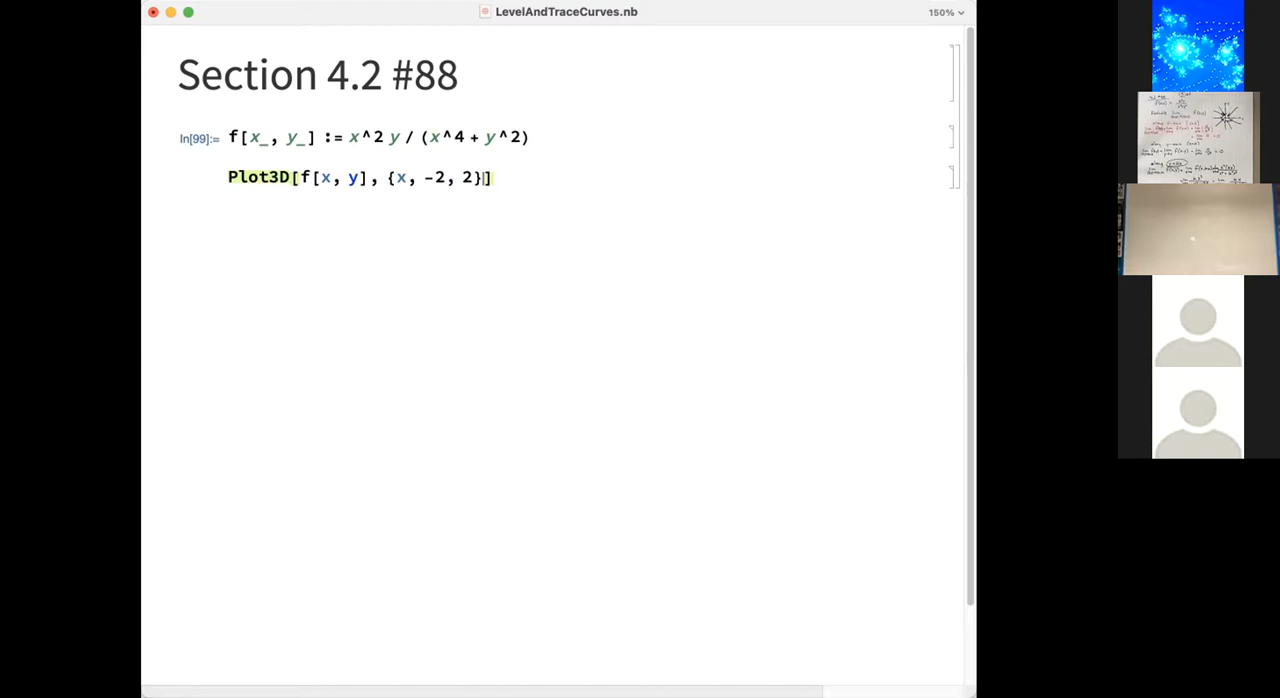 LevelAndTraceCurves.nb
150%
Section 4.2 #88
In[99]:= f[x_, y_] := x^2 y / (x^4 + y^2)
Plot3D[f[x, y], {x, -2, 2}]